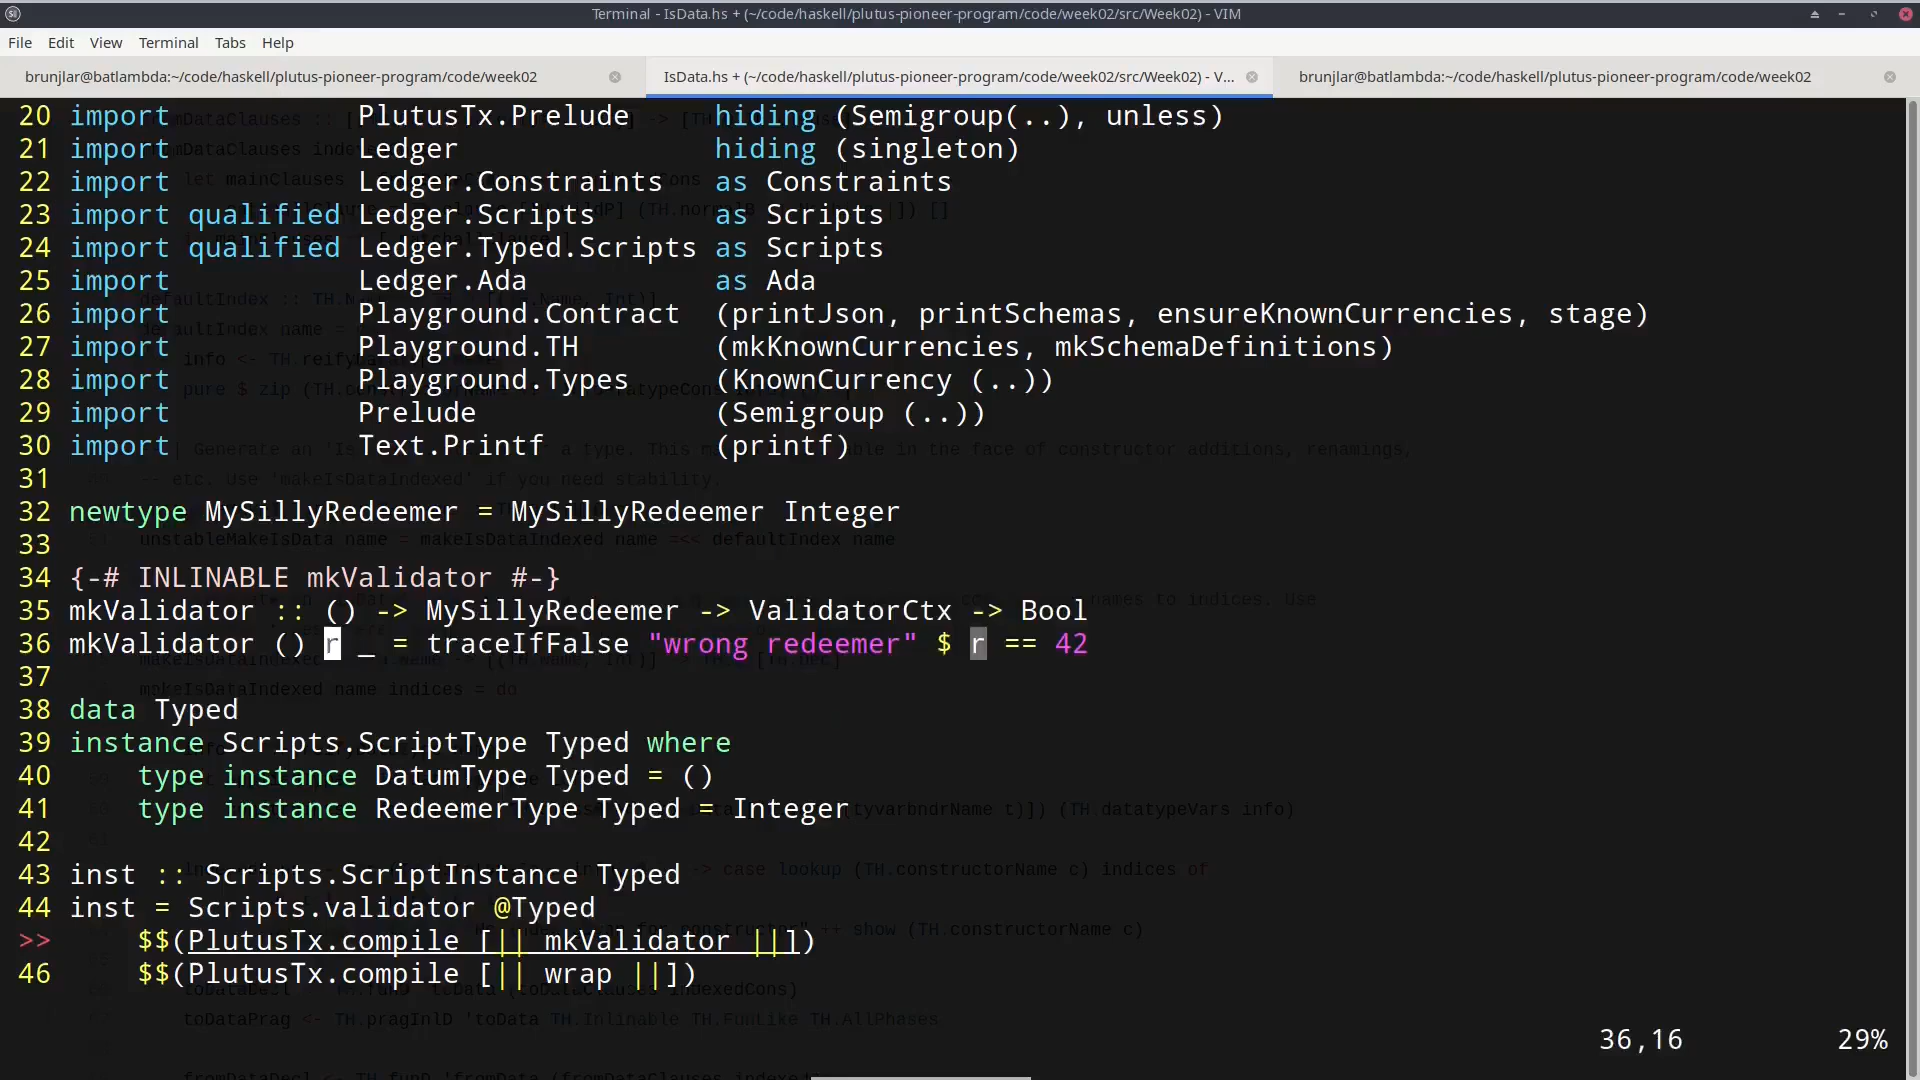 Terminal - IsData.hs + (~/code/haskell/plutus-pioneer-program/code/week02/src/Week02) - VIM
File Edit View Terminal Tabs Help
brunjlar@batlambda:~/code/haskell/plutus-pioneer-program/code/week02 IsData.hs + (~/code/haskell/plutus-pioneer-program/code/week02/src/Week02) - V... brunjlar@batlambda:~/code/haskell/plutus-pioneer-program/code/week02
20 import           PlutusTx.Prelude     hiding (Semigroup(..), unless)
21 import           Ledger               hiding (singleton)
22 import           Ledger.Constraints   as Constraints
23 import qualified Ledger.Scripts       as Scripts
24 import qualified Ledger.Typed.Scripts as Scripts
25 import           Ledger.Ada           as Ada
26 import           Playground.Contract  (printJson, printSchemas, ensureKnownCurrencies, stage)
27 import           Playground.TH        (mkKnownCurrencies, mkSchemaDefinitions)
28 import           Playground.Types     (KnownCurrency (..))
29 import           Prelude              (Semigroup (..))
30 import           Text.Printf          (printf)
31
32 newtype MySillyRedeemer = MySillyRedeemer Integer
33
34 {-# INLINABLE mkValidator #-}
35 mkValidator :: () -> MySillyRedeemer -> ValidatorCtx -> Bool
36 mkValidator () r _ = traceIfFalse "wrong redeemer" $ r == 42
37
38 data Typed
39 instance Scripts.ScriptType Typed where
40     type instance DatumType Typed = ()
41     type instance RedeemerType Typed = Integer
42
43 inst :: Scripts.ScriptInstance Typed
44 inst = Scripts.validator @Typed
>>     $$(PlutusTx.compile [|| mkValidator ||])
46     $$(PlutusTx.compile [|| wrap ||])
36,16 29%